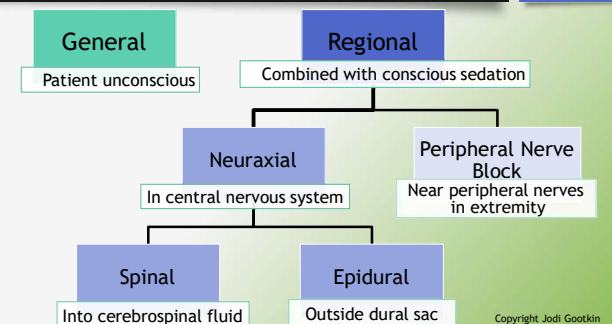 General
Patient unconscious
Regional
Combined with conscious sedation
Neuraxial
In central nervous system
Peripheral Nerve
Block
Near peripheral nerves
in extremity
Spinal
Into cerebrospinal fluid
Epidural
Outside dural sac
Copyright Jodi Gootkin